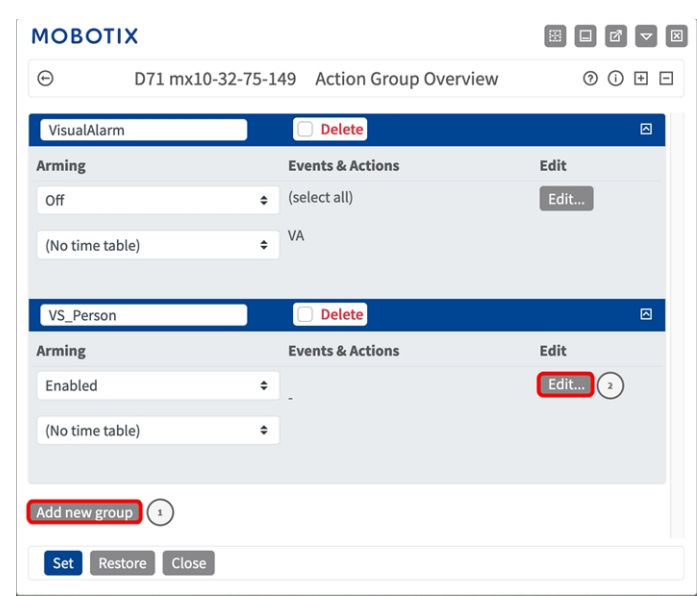 MOBOTIX
D71 mx10-32-75-149 Action Group Overview
VisualAlarm Delete
Arming Events & Actions Edit
Off (select all) Edit...
(No time table) VA
VS_Person Delete
Arming Events & Actions Edit
Enabled - Edit... 2
(No time table)
Add new group 1
Set Restore Close